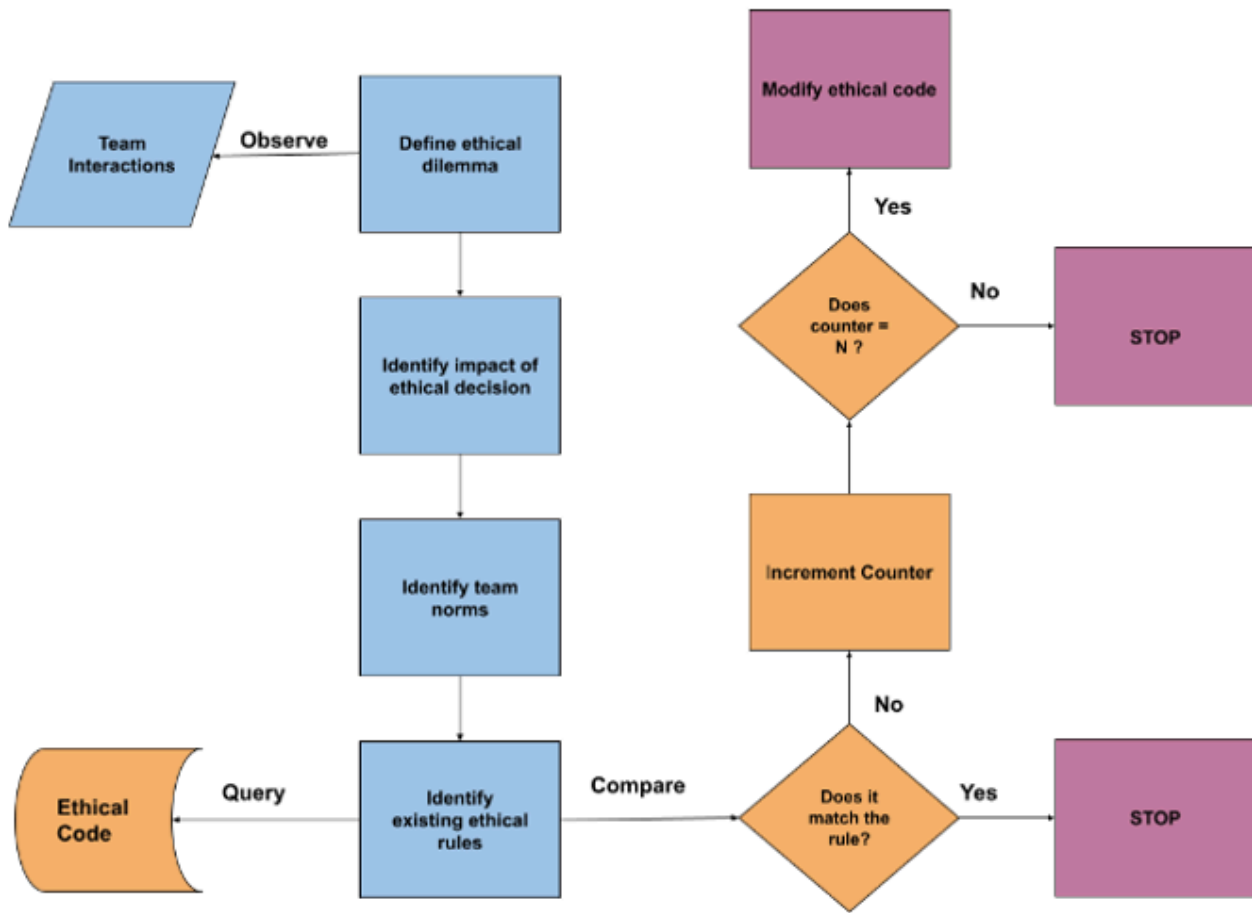 Team
Interactions
Observe
Define ethical
dilemma
Identify impact of
ethical decision
Identify team
norms
Ethical
Code
Query
Identify
existing ethical
rules
Compare
Does it
match the
rule?
Yes
STOP
No
Increment Counter
Does
counter =
N ?
No
STOP
Yes
Modify ethical code